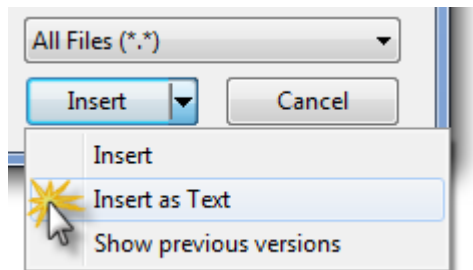 All Files (*.*)
Insert Cancel
Insert
Insert as Text
Show previous versions